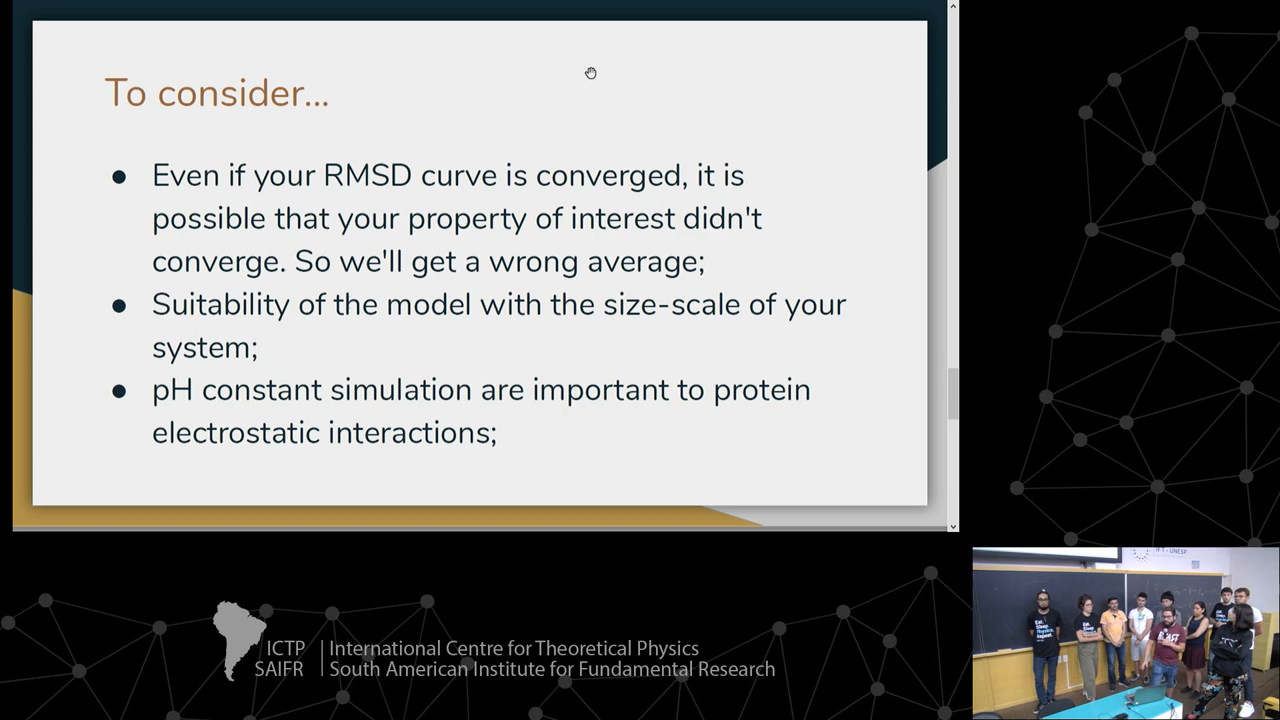 To consider...
● Even if your RMSD curve is converged, it is
possible that your property of interest didn't
converge. So we'll get a wrong average;
● Suitability of the model with the size-scale of your
system;
● pH constant simulation are important to protein
electrostatic interactions;
ICTP | International Centre for Theoretical Physics
SAIFR | South American Institute for Fundamental Research
IFT - UNESP